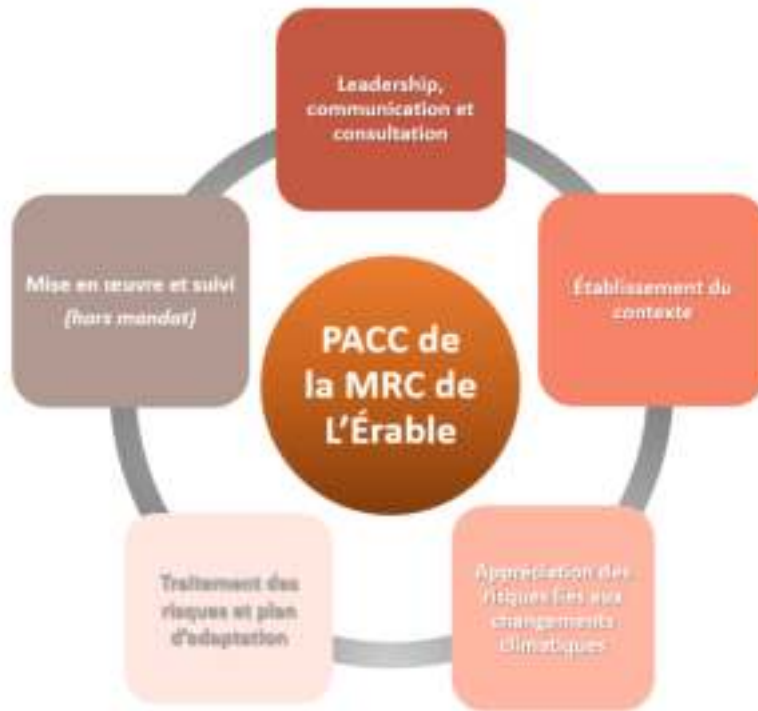 Leadership,
communication et
consultation
Établissement du
contexte
Appréciation des
risques liés aux
changements
climatiques
Traitement des
risques et plan
d'adaptation
Mise en œuvre et suivi
(hors mandat)
PACC de
la MRC de
L'Érable